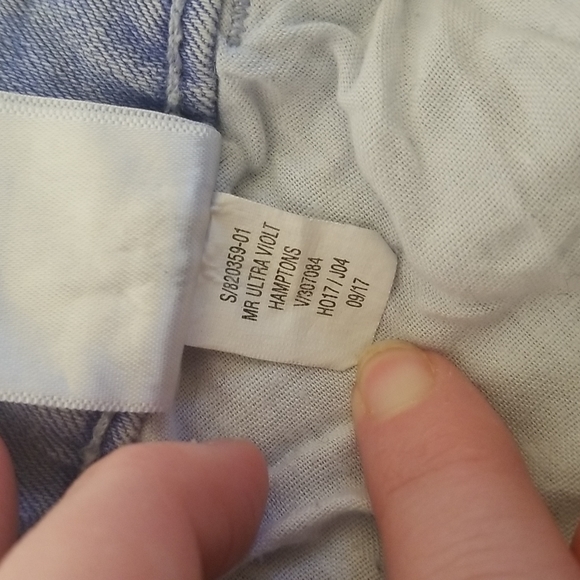 S/820359-01
MR ULTRA VIOLT
HAMPTONS
V/307084
HO17 / J04
09/17